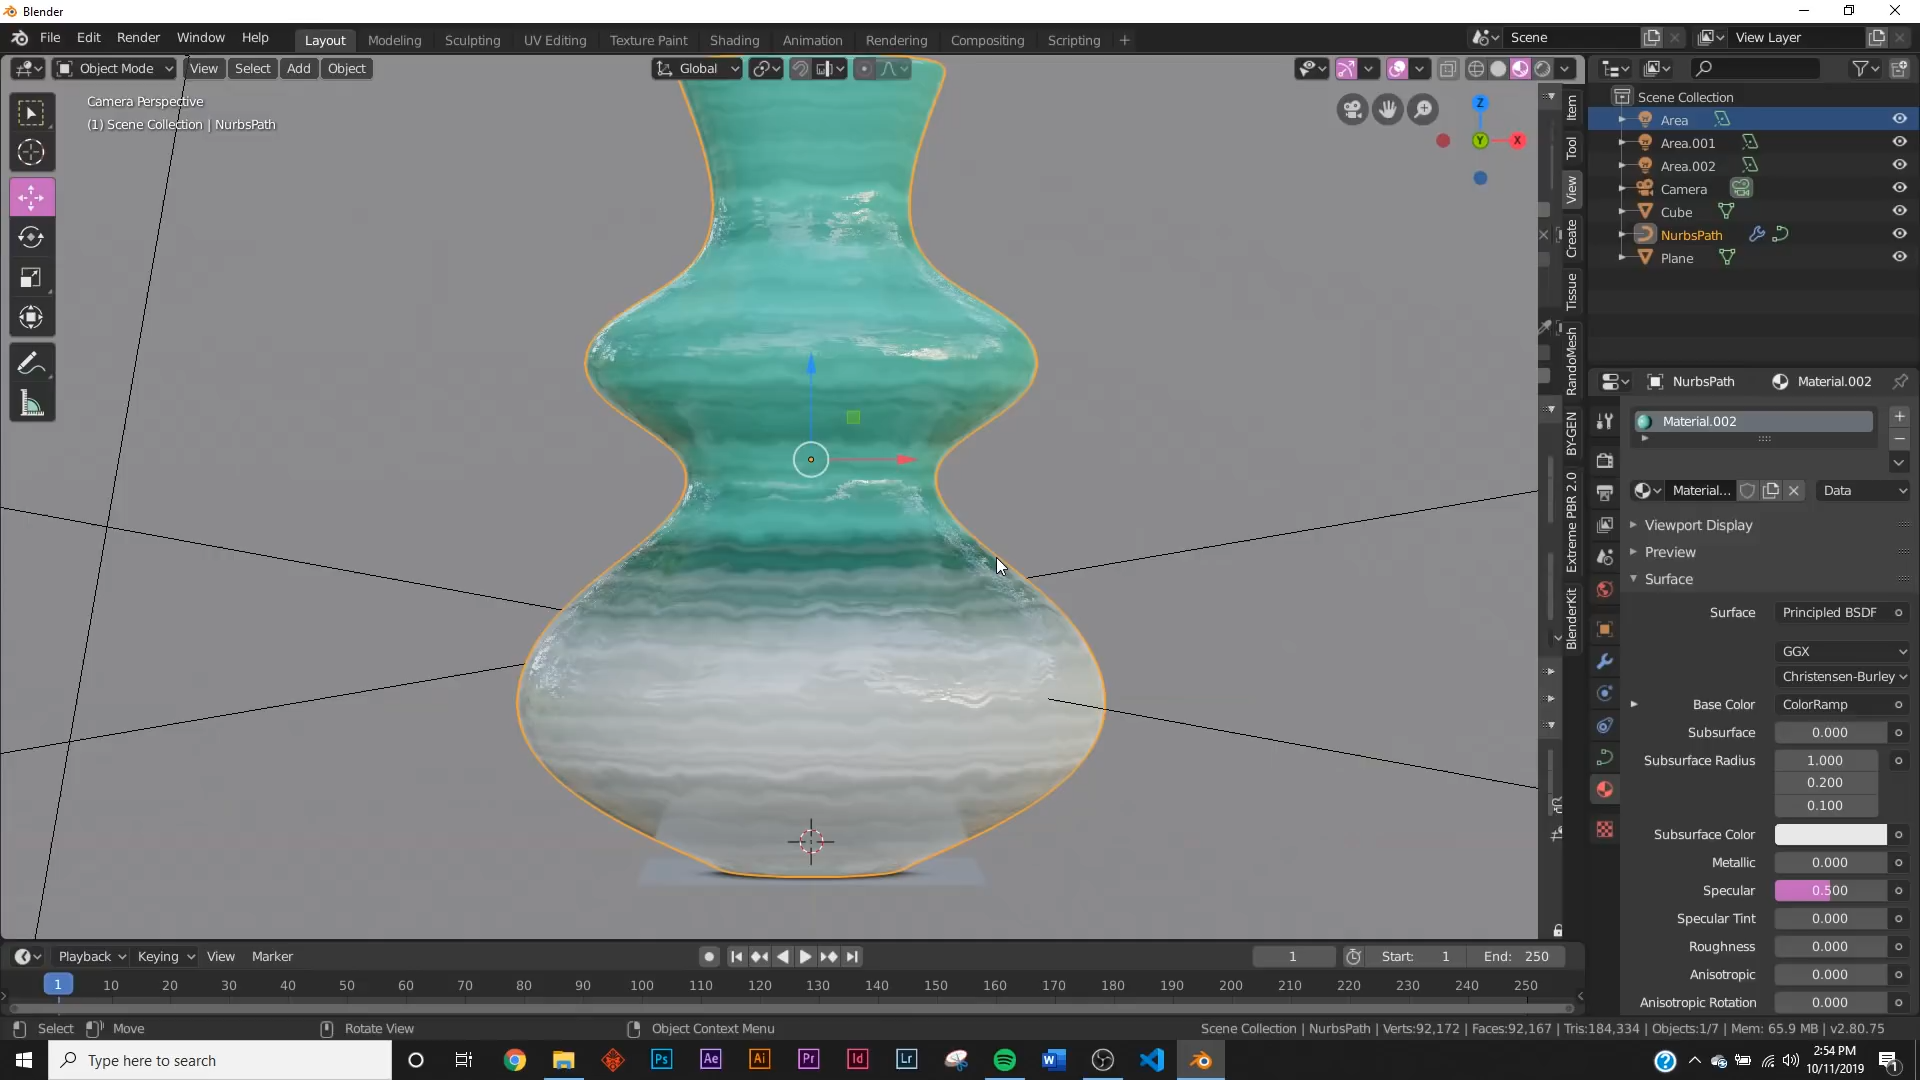 Blender
File Edit Render Window Help
Layout Modeling Sculpting UV Editing Texture Paint Shading Animation Rendering Compositing Scripting +
Scene
View Layer
Object Mode View Select Add Object
Global
Camera Perspective
(1) Scene Collection | NurbsPath
Z
Y
X
Item
Tool
View
Create
Tissue
RandoMesh
BY-GEN
Extreme PBR 2.0
BlenderKit
Scene Collection
Area
Area.001
Area.002
Camera
Cube
NurbsPath
Plane
NurbsPath Material.002
Material.002
Material... Data
Viewport Display
Preview
Surface
Surface Principled BSDF
GGX
Christensen-Burley
Base Color ColorRamp
Subsurface 0.000
Subsurface Radius 1.000
0.200
0.100
Subsurface Color
Metallic 0.000
Specular 0.500
Specular Tint 0.000
Roughness 0.000
Anisotropic 0.000
Anisotropic Rotation 0.000
Playback Keying View Marker
1 Start: 1 End: 250
1 10 20 30 40 50 60 70 80 90 100 110 120 130 140 150 160 170 180 190 200 210 220 230 240 250
Select Move Rotate View Object Context Menu
Scene Collection | NurbsPath | Verts:92,172 | Faces:92,167 | Tris:184,334 | Objects:1/7 | Mem: 65.9 MB | v2.80.75
Type here to search
Ps Ae Ai Pr Id Lr
2:54 PM
10/11/2019
1